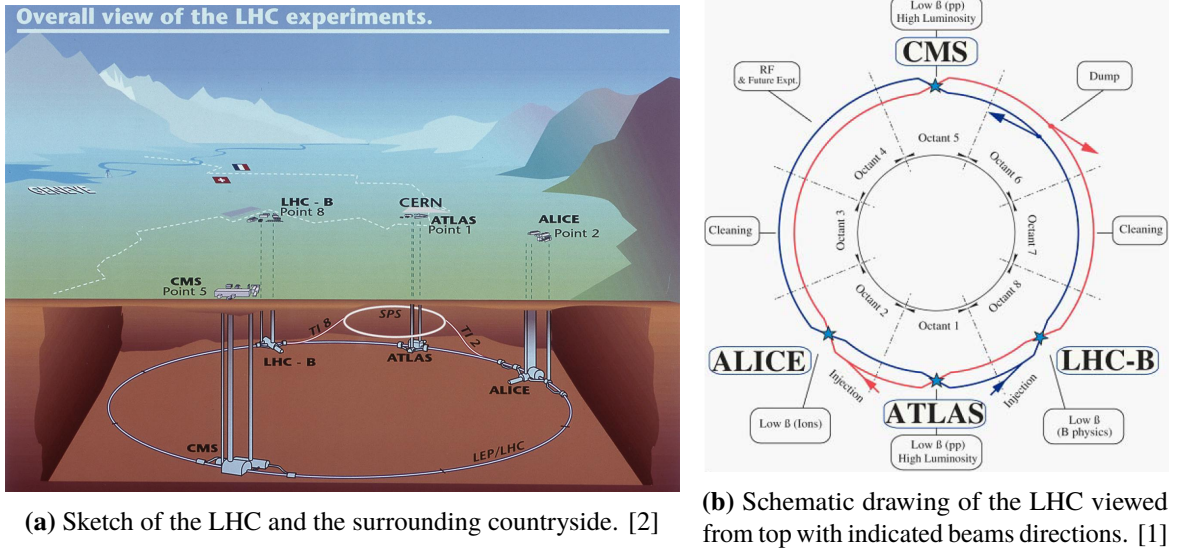 Overall view of the LHC experiments.
GENEVE
LHC - B
Point 8
CERN
ATLAS
Point 1
ALICE
Point 2
CMS
Point 5
SPS
TI 8
TI 2
LHC - B
ATLAS
ALICE
CMS
LEP/LHC
(a) Sketch of the LHC and the surrounding countryside. [2]
Low ß (pp)
High Luminosity
CMS
RF
& Future Expt.
Dump
Octant 5
Octant 4
Octant 6
Cleaning
Octant 3
Octant 7
Cleaning
Octant 2
Octant 8
Octant 1
ALICE
LHC-B
Injection
Injection
ATLAS
Low ß (Ions)
Low ß
(B physics)
Low ß (pp)
High Luminosity
(b) Schematic drawing of the LHC viewed
from top with indicated beams directions. [1]